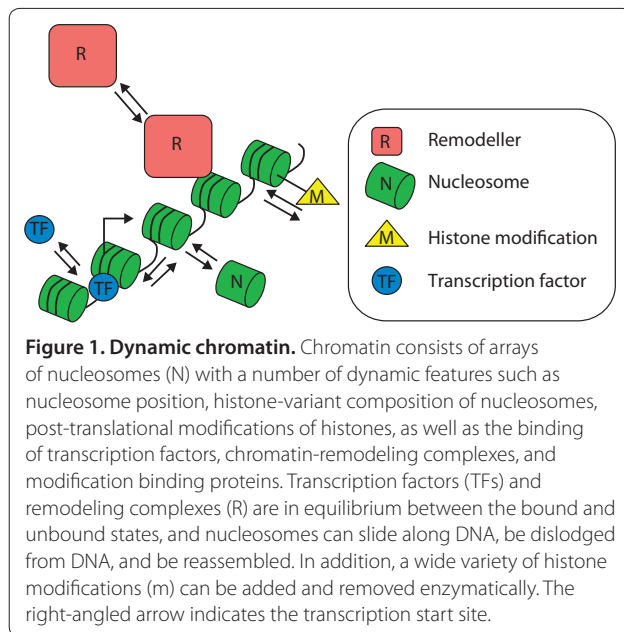 R
R
M
TF
TF
N
R Remodeller
N Nucleosome
M Histone modification
TF Transcription factor
Figure 1. Dynamic chromatin. Chromatin consists of arrays
of nucleosomes (N) with a number of dynamic features such as
nucleosome position, histone-variant composition of nucleosomes,
post-translational modifications of histones, as well as the binding
of transcription factors, chromatin-remodeling complexes, and
modification binding proteins. Transcription factors (TFs) and
remodeling complexes (R) are in equilibrium between the bound and
unbound states, and nucleosomes can slide along DNA, be dislodged
from DNA, and be reassembled. In addition, a wide variety of histone
modifications (m) can be added and removed enzymatically. The
right-angled arrow indicates the transcription start site.